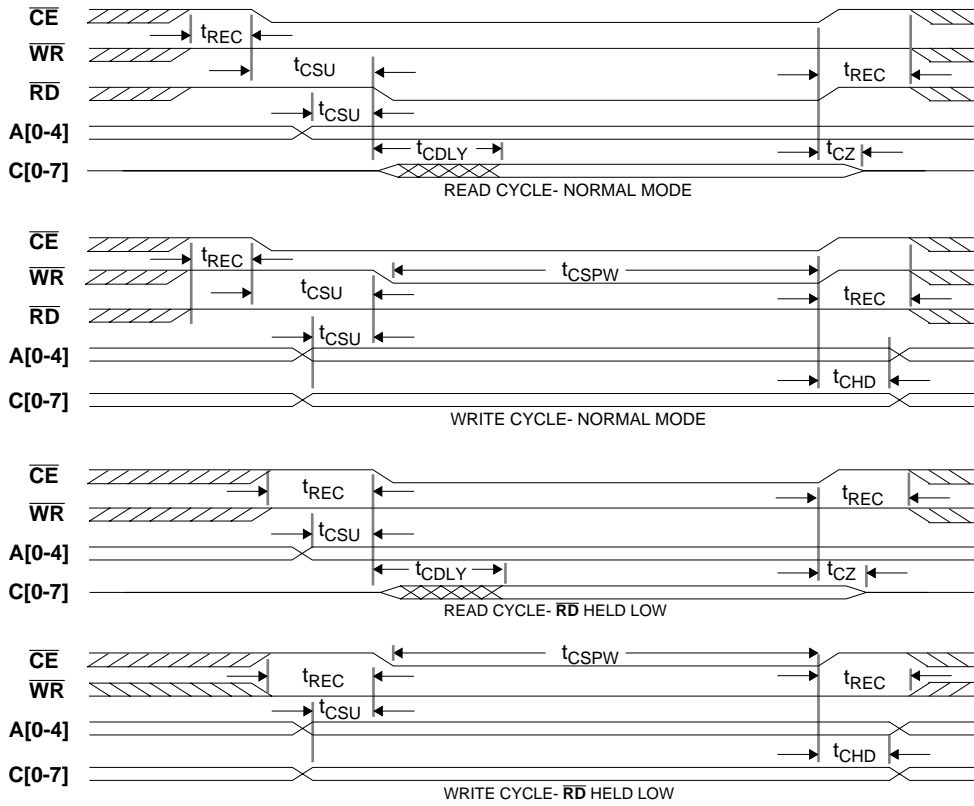 CE
tREC
WR
tCSU
tREC
RD
tCSU
A[0-4]
tCDLY
tCZ
C[0-7]
READ CYCLE- NORMAL MODE
CE
tREC
WR
tCSPW
tCSU
tREC
RD
tCSU
A[0-4]
tCHD
C[0-7]
WRITE CYCLE- NORMAL MODE
CE
tREC
tREC
WR
tCSU
A[0-4]
tCDLY
tCZ
C[0-7]
READ CYCLE- RD HELD LOW
CE
tCSPW
tREC
tREC
WR
tCSU
A[0-4]
tCHD
C[0-7]
WRITE CYCLE- RD HELD LOW